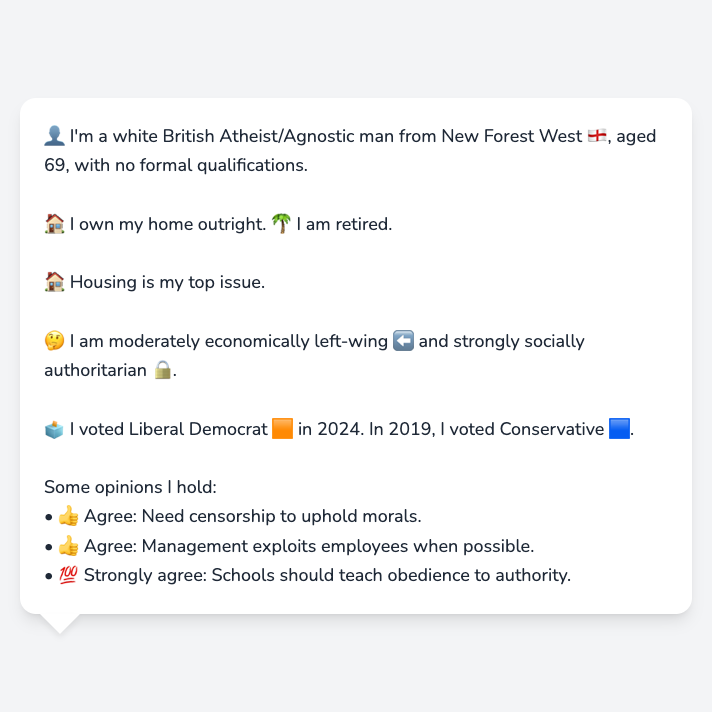 👤 I'm a white British Atheist/Agnostic man from New Forest West 🏴󠁧󠁢󠁥󠁮󠁧󠁿, aged
69, with no formal qualifications.
🏠 I own my home outright. 🌴 I am retired.
🏠 Housing is my top issue.
🤔 I am moderately economically left-wing ⬅️ and strongly socially
authoritarian 🔒.
🗳️ I voted Liberal Democrat 🟧 in 2024. In 2019, I voted Conservative 🟦.
Some opinions I hold:
• 👍 Agree: Need censorship to uphold morals.
• 👍 Agree: Management exploits employees when possible.
• 💯 Strongly agree: Schools should teach obedience to authority.